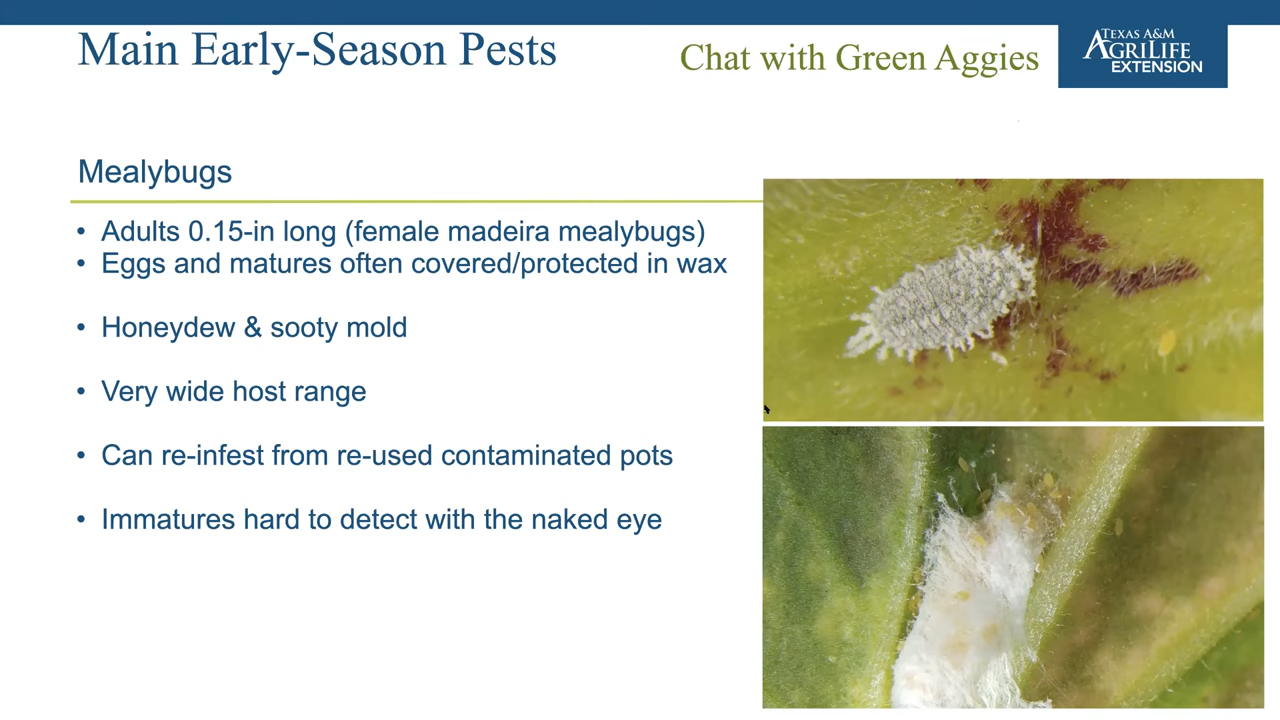 Main Early-Season Pests
Chat with Green Aggies
TEXAS A&M
AGRILIFE
EXTENSION
Mealybugs
• Adults 0.15-in long (female madeira mealybugs)
• Eggs and matures often covered/protected in wax
• Honeydew & sooty mold
• Very wide host range
• Can re-infest from re-used contaminated pots
• Immatures hard to detect with the naked eye